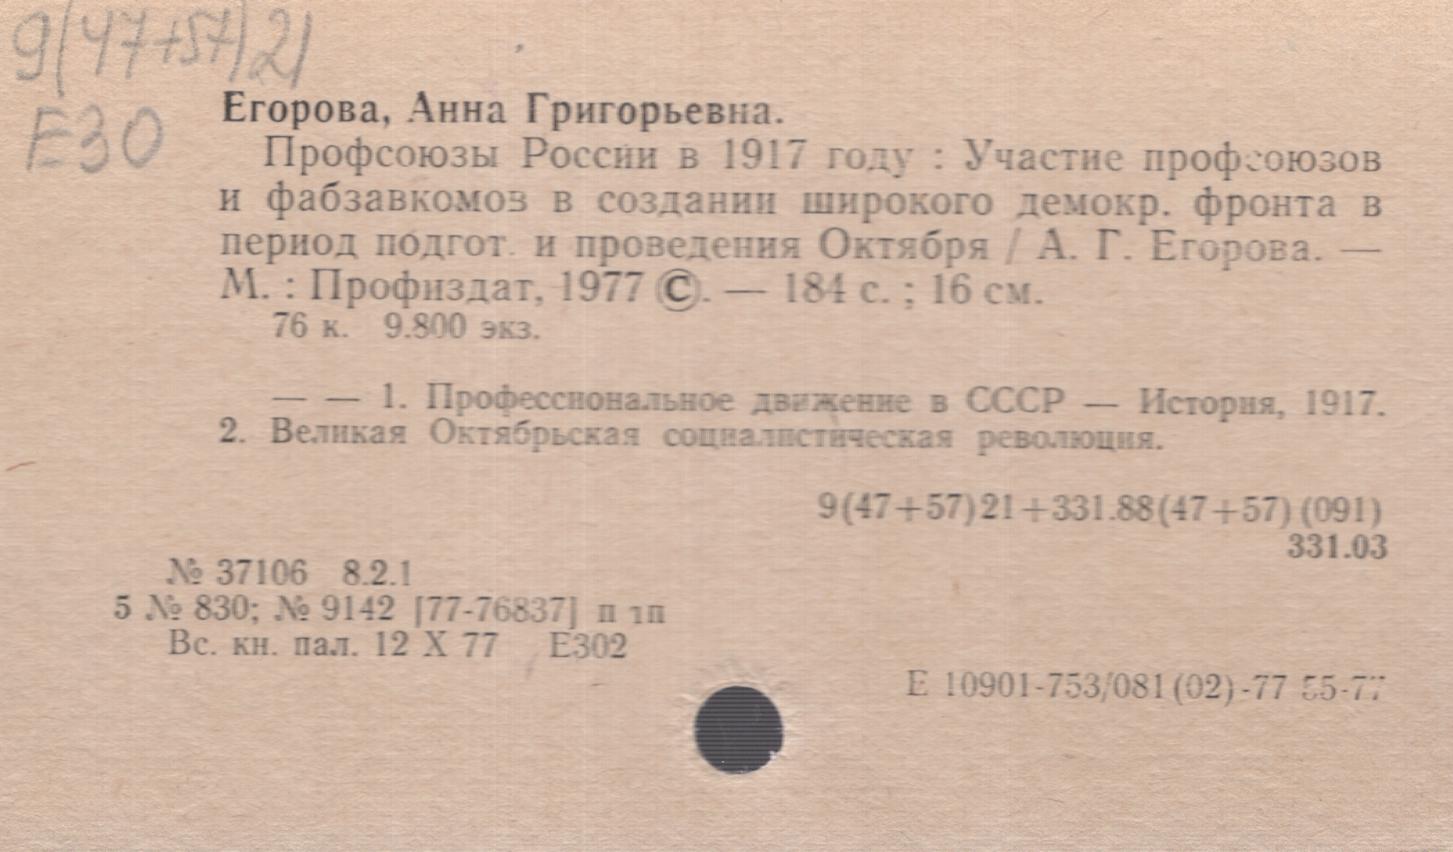 9(47+57)21
Е30
Егорова, Анна Григорьевна.
Профсоюзы России в 1917 году : Участие профсоюзов
и фабзавкомов в создании широкого демокр. фронта в
период подгот. и проведения Октября / А. Г. Егорова. —
М. : Профиздат, 1977 ©. — 184 с. ; 16 см.
76 к. 9.800 экз.
— — 1. Профессиональное движение в СССР — История, 1917.
2. Великая Октябрьская социалистическая революция.
9(47+57)21+331.88(47+57)(091)
331.03
№ 37106 8.2.1
5 № 830; № 9142 [77-76837] п
Вс. кн. пал. 12 X 77 Е302
Е 10901-753/081(02)-77 55-77